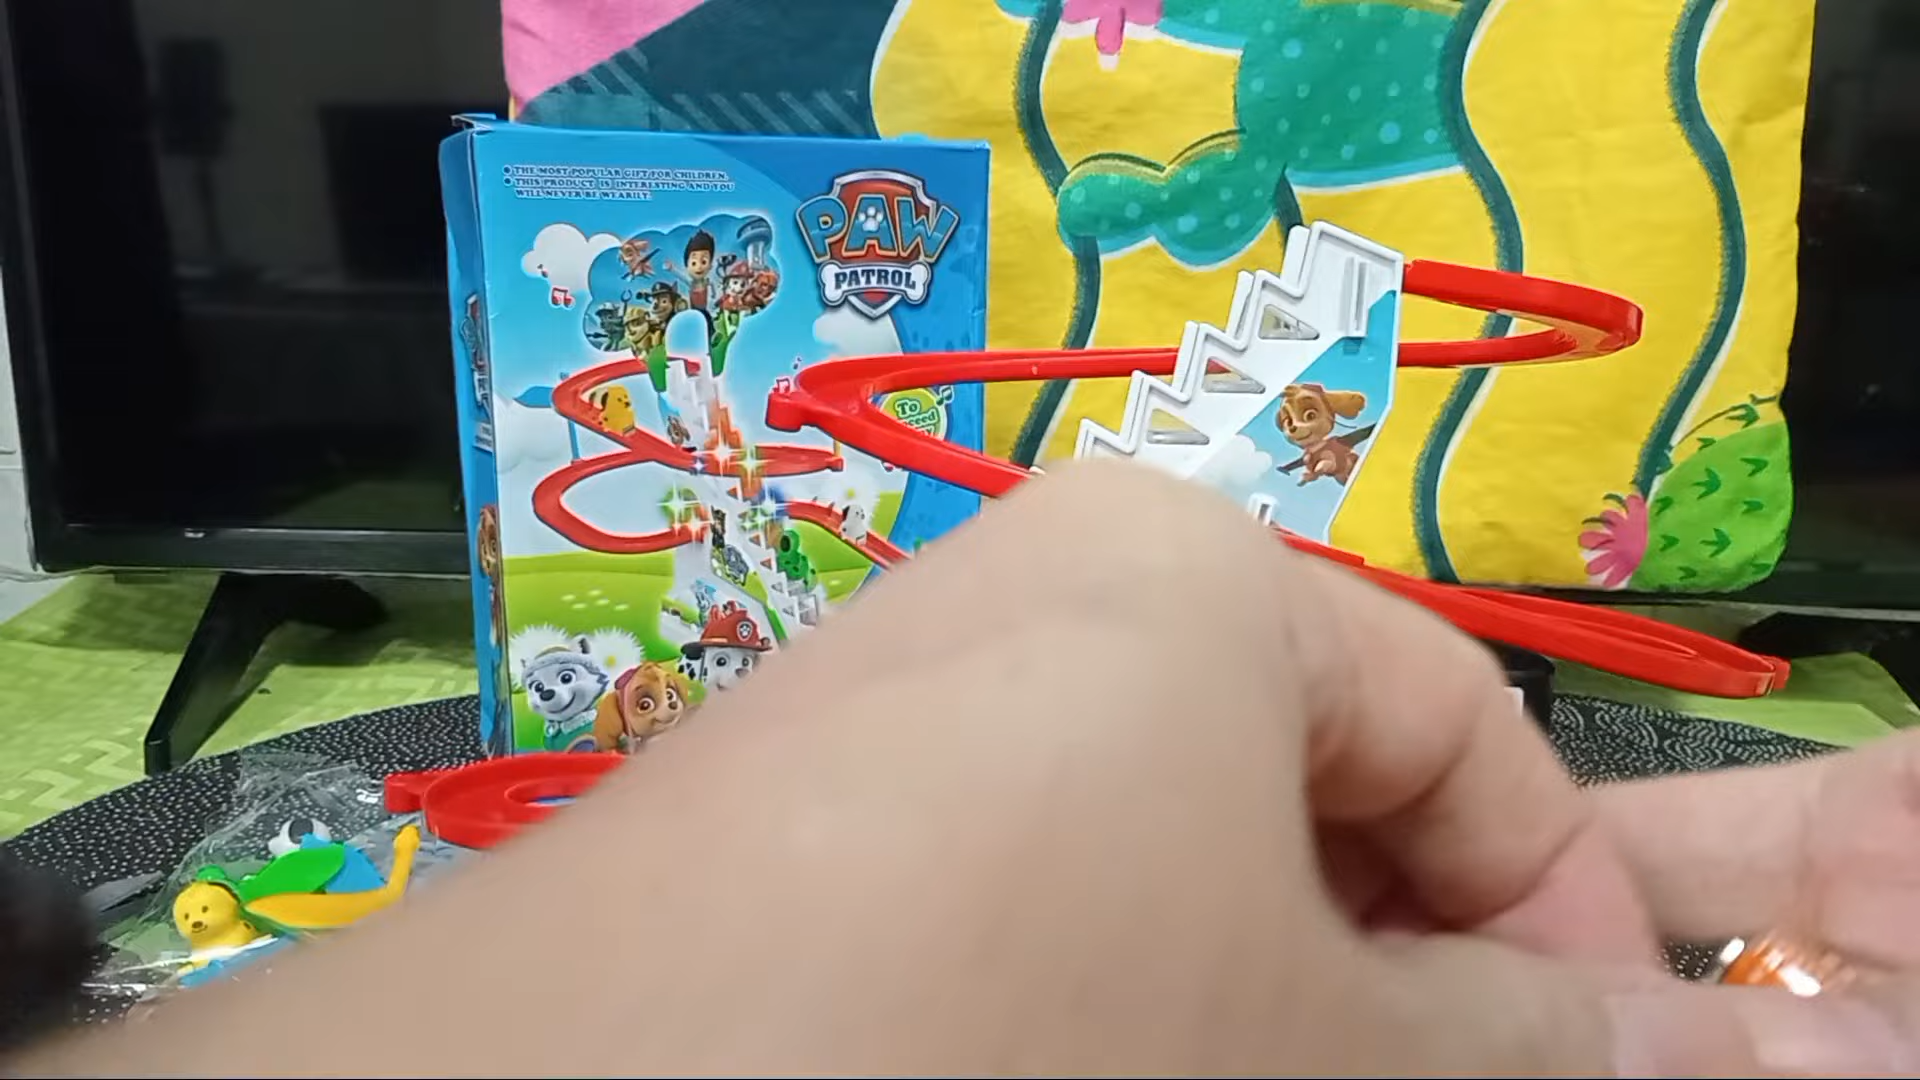 THE MOST POPULAR GIFT FOR CHILDREN.
THIS PRODUCT IS INTERESTING AND YOU
WILL NEVER BE WEARILY.
PAW
PATROL
To